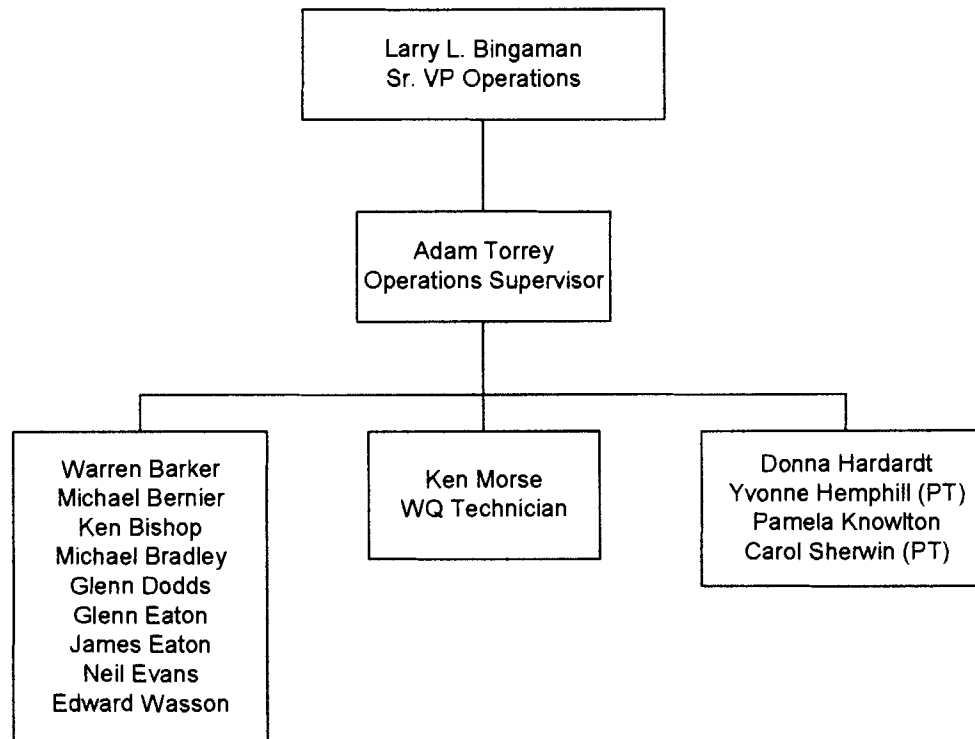 Larry L. Bingaman
Sr. VP Operations
Adam Torrey
Operations Supervisor
Warren Barker
Michael Bernier
Ken Bishop
Michael Bradley
Glenn Dodds
Glenn Eaton
James Eaton
Neil Evans
Edward Wasson
Ken Morse
WQ Technician
Donna Hardardt
Yvonne Hemphill (PT)
Pamela Knowlton
Carol Sherwin (PT)